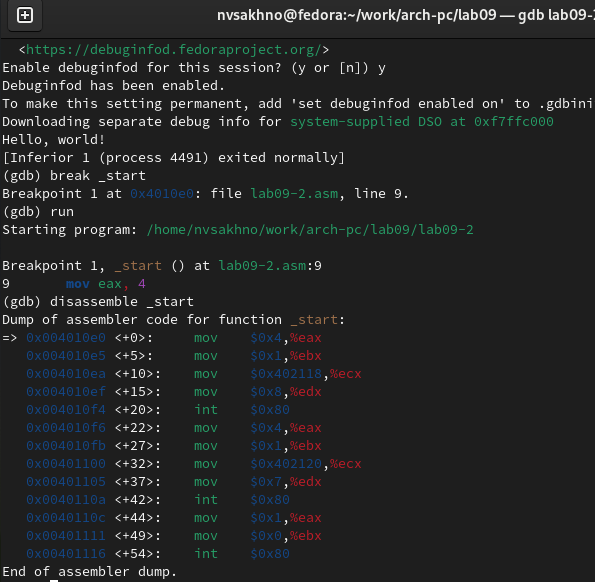 nvsakhno@fedora:~/work/arch-pc/lab09 — gdb lab09-2
<https://debuginfod.fedoraproject.org/>
Enable debuginfod for this session? (y or [n]) y
Debuginfod has been enabled.
To make this setting permanent, add 'set debuginfod enabled on' to .gdbini
Downloading separate debug info for system-supplied DSO at 0xf7ffc000
Hello, world!
[Inferior 1 (process 4491) exited normally]
(gdb) break _start
Breakpoint 1 at 0x4010e0: file lab09-2.asm, line 9.
(gdb) run
Starting program: /home/nvsakhno/work/arch-pc/lab09/lab09-2
Breakpoint 1, _start () at lab09-2.asm:9
9 mov eax, 4
(gdb) disassemble _start
Dump of assembler code for function _start:
=> 0x004010e0 <+0>: mov $0x4,%eax
0x004010e5 <+5>: mov $0x1,%ebx
0x004010ea <+10>: mov $0x402118,%ecx
0x004010ef <+15>: mov $0x8,%edx
0x004010f4 <+20>: int $0x80
0x004010f6 <+22>: mov $0x4,%eax
0x004010fb <+27>: mov $0x1,%ebx
0x00401100 <+32>: mov $0x402120,%ecx
0x00401105 <+37>: mov $0x7,%edx
0x0040110a <+42>: int $0x80
0x0040110c <+44>: mov $0x1,%eax
0x00401111 <+49>: mov $0x0,%ebx
0x00401116 <+54>: int $0x80
End of assembler dump.